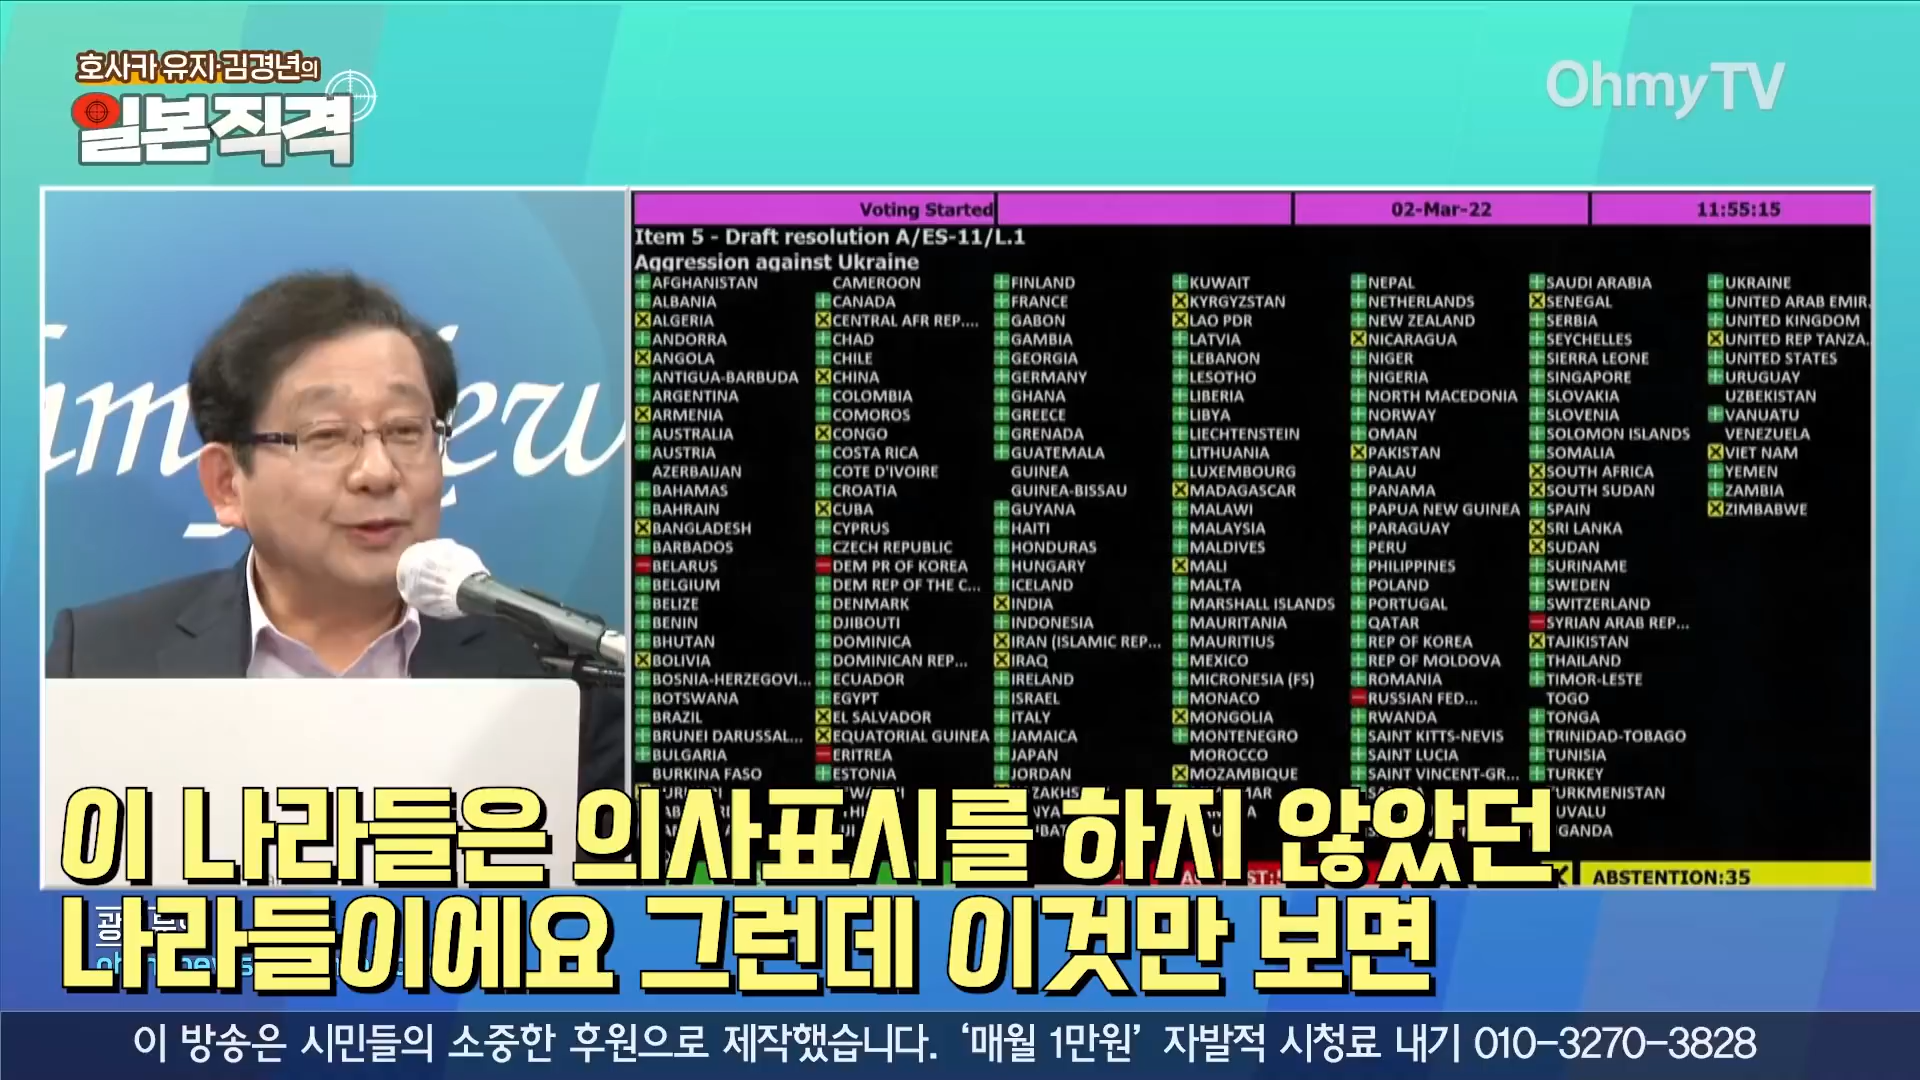 호사카 유지·김경년의
일본직격
OhmyTV
Voting Started
02-Mar-22
11:55:15
Item 5 - Draft resolution A/ES-11/L.1
Aggression against Ukraine
AFGHANISTAN CAMEROON FINLAND KUWAIT NEPAL SAUDI ARABIA UKRAINE
ALBANIA CANADA FRANCE KYRGYZSTAN NETHERLANDS SENEGAL UNITED ARAB EMIR.
ALGERIA CENTRAL AFR REP.... GABON LAO PDR NEW ZEALAND SERBIA UNITED KINGDOM
ANDORRA CHAD GAMBIA LATVIA NICARAGUA SEYCHELLES UNITED REP TANZA.
ANGOLA CHILE GEORGIA LEBANON NIGER SIERRA LEONE UNITED STATES
ANTIGUA-BARBUDA CHINA GERMANY LESOTHO NIGERIA SINGAPORE URUGUAY
ARGENTINA COLOMBIA GHANA LIBERIA NORTH MACEDONIA SLOVAKIA UZBEKISTAN
ARMENIA COMOROS GREECE LIBYA NORWAY SLOVENIA VANUATU
AUSTRALIA CONGO GRENADA LIECHTENSTEIN OMAN SOLOMON ISLANDS VENEZUELA
AUSTRIA COSTA RICA GUATEMALA LITHUANIA PAKISTAN SOMALIA VIET NAM
AZERBAIJAN COTE D'IVOIRE GUINEA LUXEMBOURG PALAU SOUTH AFRICA YEMEN
BAHAMAS CROATIA GUINEA-BISSAU MADAGASCAR PANAMA SOUTH SUDAN ZAMBIA
BAHRAIN CUBA GUYANA MALAWI PAPUA NEW GUINEA SPAIN ZIMBABWE
BANGLADESH CYPRUS HAITI MALAYSIA PARAGUAY SRI LANKA
BARBADOS CZECH REPUBLIC HONDURAS MALDIVES PERU SUDAN
BELARUS DEM PR OF KOREA HUNGARY MALI PHILIPPINES SURINAME
BELGIUM DEM REP OF THE C... ICELAND MALTA POLAND SWEDEN
BELIZE DENMARK INDIA MARSHALL ISLANDS PORTUGAL SWITZERLAND
BENIN DJIBOUTI INDONESIA MAURITANIA QATAR SYRIAN ARAB REP...
BHUTAN DOMINICA IRAN (ISLAMIC REP... MAURITIUS REP OF KOREA TAJIKISTAN
BOLIVIA DOMINICAN REP... IRAQ MEXICO REP OF MOLDOVA THAILAND
BOSNIA-HERZEGOVI... ECUADOR IRELAND MICRONESIA (FS) ROMANIA TIMOR-LESTE
BOTSWANA EGYPT ISRAEL MONACO RUSSIAN FED... TOGO
BRAZIL EL SALVADOR ITALY MONGOLIA RWANDA TONGA
BRUNEI DARUSSAL... EQUATORIAL GUINEA JAMAICA MONTENEGRO SAINT KITTS-NEVIS TRINIDAD-TOBAGO
BULGARIA ERITREA JAPAN MOROCCO SAINT LUCIA TUNISIA
BURKINA FASO ESTONIA JORDAN MOZAMBIQUE SAINT VINCENT-GR... TURKEY
TURKMENISTAN
ABSTENTION:35
이 나라들은 의사표시를 하지 않았던
나라들이에요 그런데 이것만 보면
이 방송은 시민들의 소중한 후원으로 제작했습니다. ‘매월 1만원’ 자발적 시청료 내기 010-3270-3828